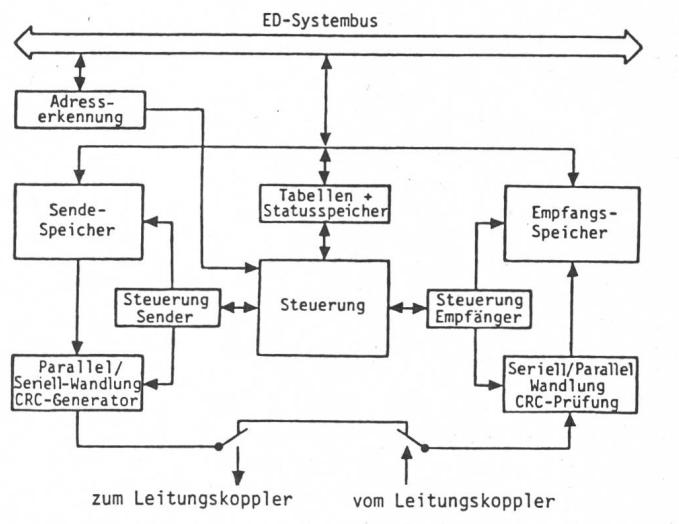 ED-Systembus
Adress-
erkennung
Sende-
Speicher
Tabellen +
Statusspeicher
Empfangs-
Speicher
Steuerung
Sender
Steuerung
Steuerung
Empfänger
Parallel/
Seriell-Wandlung
CRC-Generator
Seriell/Parallel
Wandlung
CRC-Prüfung
zum Leitungskoppler
vom Leitungskoppler